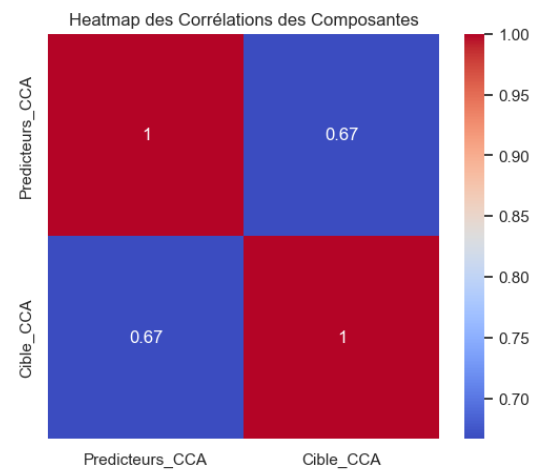 Heatmap des Corrélations des Composantes
Predicteurs_CCA
1
0.67
Cible_CCA
0.67
1
Predicteurs_CCA
Cible_CCA
1.00
0.95
0.90
0.85
0.80
0.75
0.70